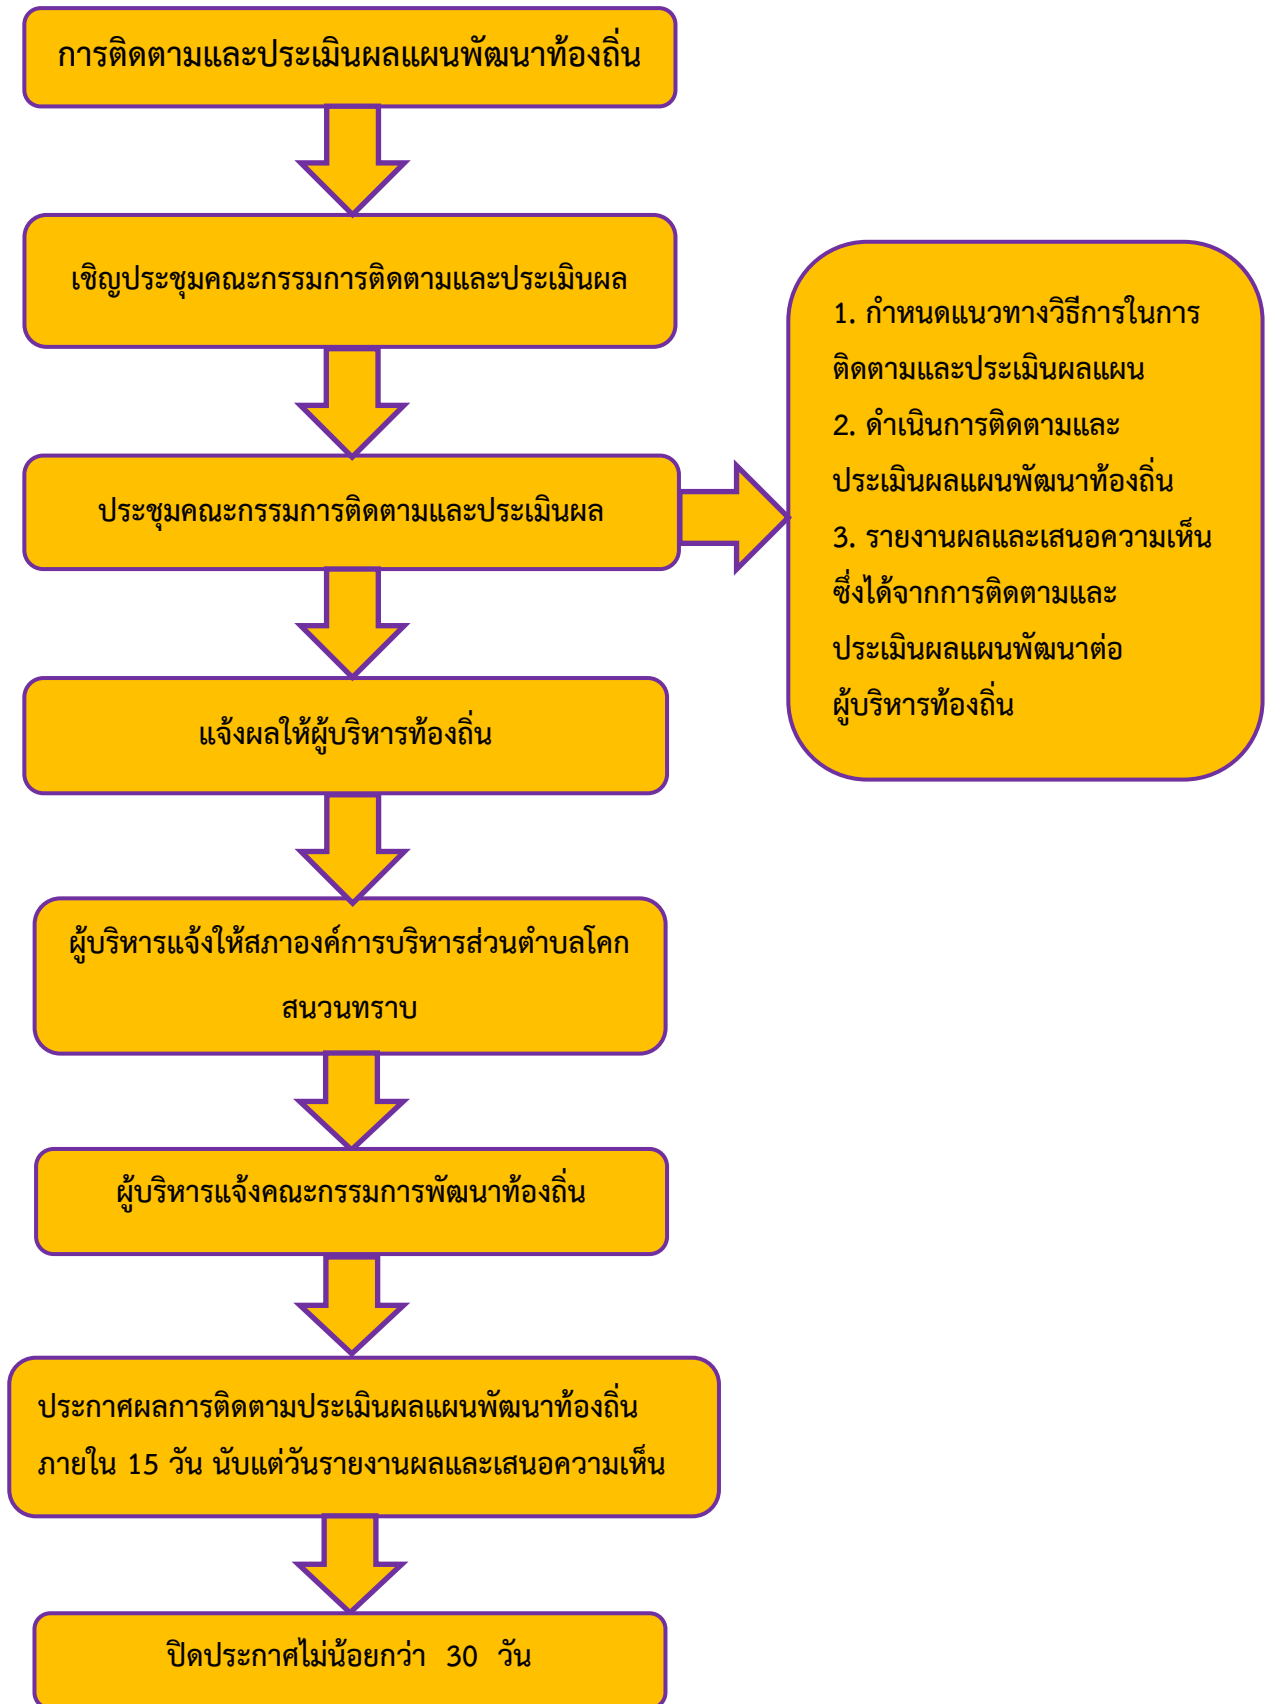 การติดตามและประเมินผลแผนพัฒนาท้องถิ่น
เชิญประชุมคณะกรรมการติดตามและประเมินผล
ประชุมคณะกรรมการติดตามและประเมินผล
1. กำหนดแนวทางวิธีการในการ
ติดตามและประเมินผลแผน
2. ดำเนินการติดตามและ
ประเมินผลแผนพัฒนาท้องถิ่น
3. รายงานผลและเสนอความเห็น
ซึ่งได้จากการติดตามและ
ประเมินผลแผนพัฒนาต่อ
ผู้บริหารท้องถิ่น
แจ้งผลให้ผู้บริหารท้องถิ่น
ผู้บริหารแจ้งให้สภาองค์การบริหารส่วนตำบลโคก
สนวนทราบ
ผู้บริหารแจ้งคณะกรรมการพัฒนาท้องถิ่น
ประกาศผลการติดตามประเมินผลแผนพัฒนาท้องถิ่น
ภายใน 15 วัน นับแต่วันรายงานผลและเสนอความเห็น
ปิดประกาศไม่น้อยกว่า 30 วัน